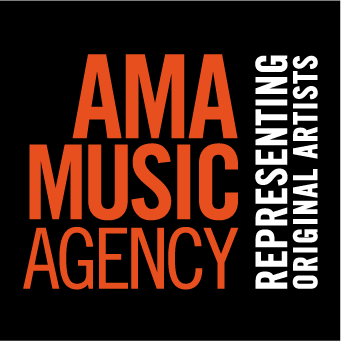 AMA
MUSIC
AGENCY
REPRESENTING
ORIGINAL ARTISTS